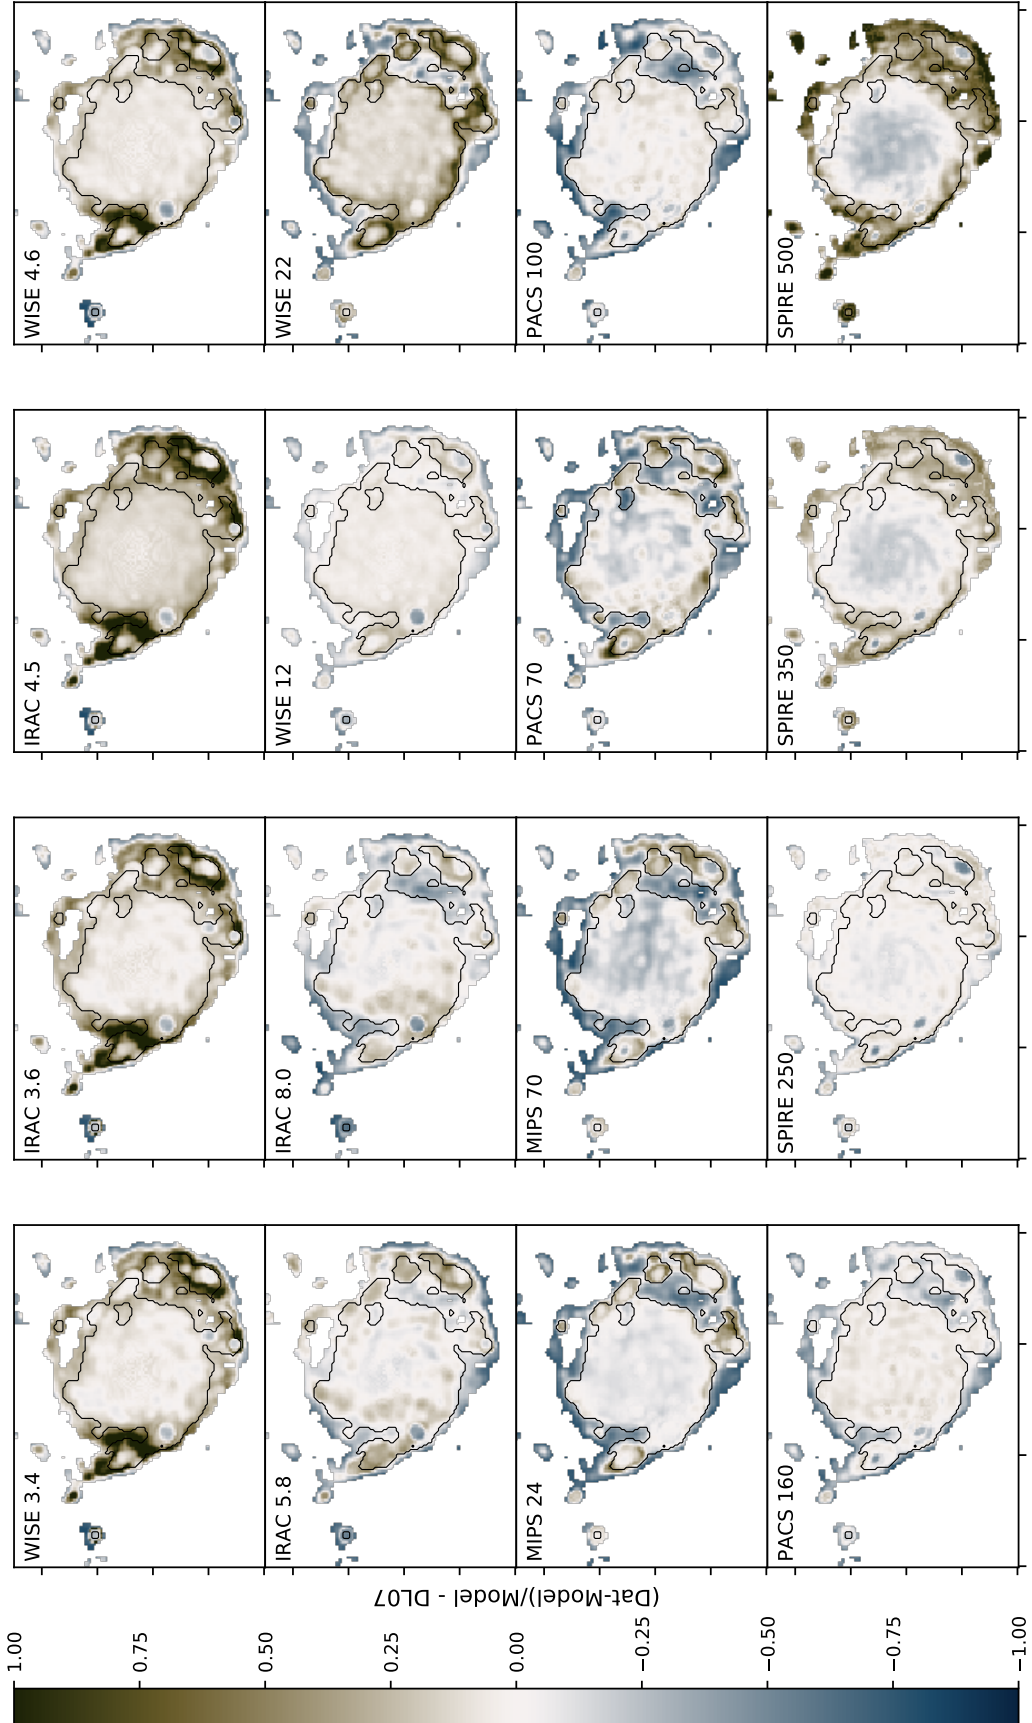 WISE 3.4
IRAC 3.6
IRAC 4.5
WISE 4.6
IRAC 5.8
IRAC 8.0
WISE 12
WISE 22
MIPS 24
MIPS 70
PACS 70
PACS 100
PACS 160
SPIRE 250
SPIRE 350
SPIRE 500
(Dat-Model)/Model - DL07
1.00
0.75
0.50
0.25
0.00
−0.25
−0.50
−0.75
−1.00